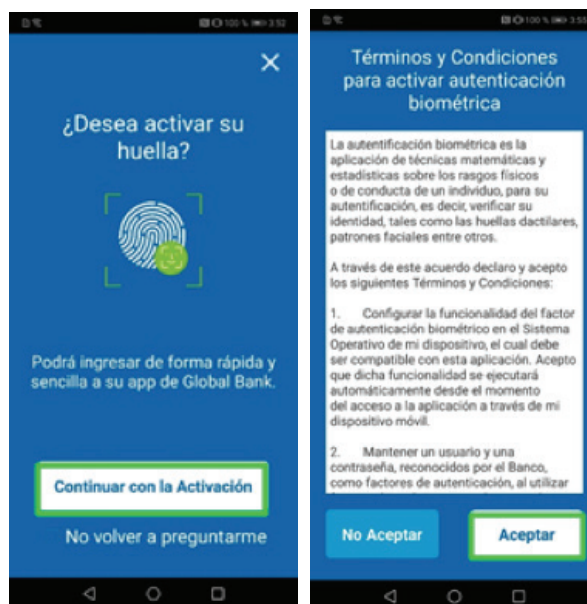 100 % 3:52
¿Desea activar su
huella?
Podrá ingresar de forma rápida y
sencilla a su app de Global Bank.
Continuar con la Activación
No volver a preguntarme
100 % 3:55
Términos y Condiciones
para activar autenticación
biométrica
La autentificación biométrica es la
aplicación de técnicas matemáticas y
estadísticas sobre los rasgos físicos
o de conducta de un individuo, para su
autentificación, es decir, verificar su
identidad, tales como las huellas dactilares,
patrones faciales entre otros.
A través de este acuerdo declaro y acepto
los siguientes Términos y Condiciones:
1. Configurar la funcionalidad del factor
de autenticación biométrico en el Sistema
Operativo de mi dispositivo, el cual debe
ser compatible con esta aplicación. Acepto
que dicha funcionalidad se ejecutará
automáticamente desde el momento
del acceso a la aplicación a través de mi
dispositivo móvil.
2. Mantener un usuario y una
contraseña, reconocidos por el Banco,
como factores de autenticación, al utilizar
No Aceptar
Aceptar